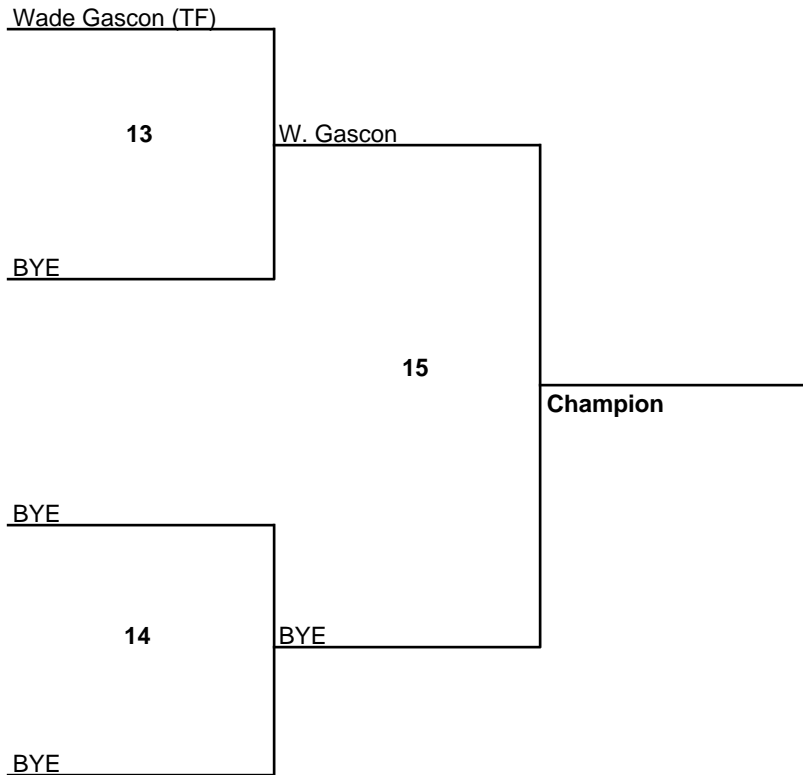 Wade Gascon (TF)
13
W. Gascon
BYE
15
Champion
BYE
14
BYE
BYE